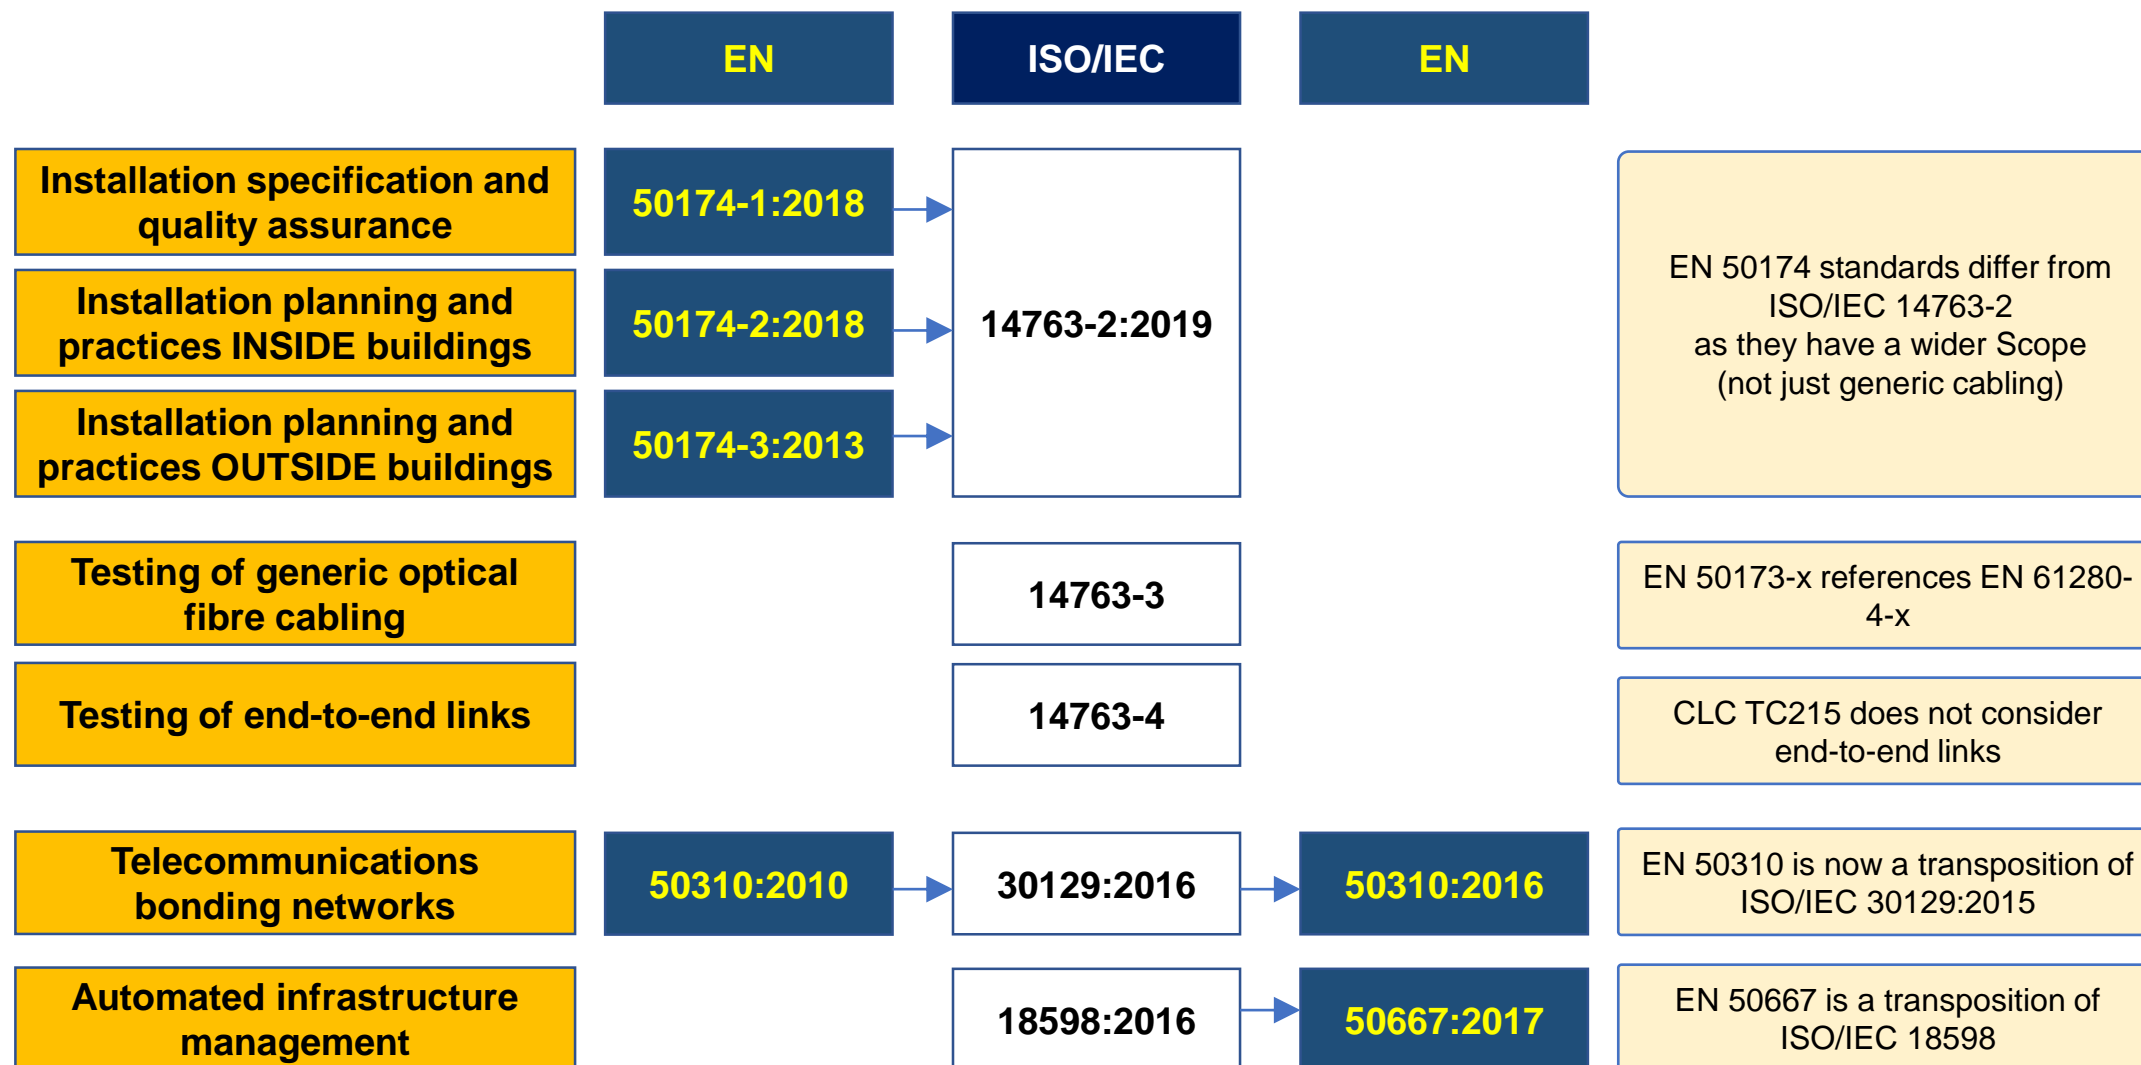 EN
ISO/IEC
EN
Installation specification and
quality assurance
50174-1:2018
Installation planning and
practices INSIDE buildings
50174-2:2018
Installation planning and
practices OUTSIDE buildings
50174-3:2013
14763-2:2019
EN 50174 standards differ from
ISO/IEC 14763-2
as they have a wider Scope
(not just generic cabling)
Testing of generic optical
fibre cabling
14763-3
EN 50173-x references EN 61280-
4-x
Testing of end-to-end links
14763-4
CLC TC215 does not consider
end-to-end links
Telecommunications
bonding networks
50310:2010
30129:2016
50310:2016
EN 50310 is now a transposition of
ISO/IEC 30129:2015
Automated infrastructure
management
18598:2016
50667:2017
EN 50667 is a transposition of
ISO/IEC 18598